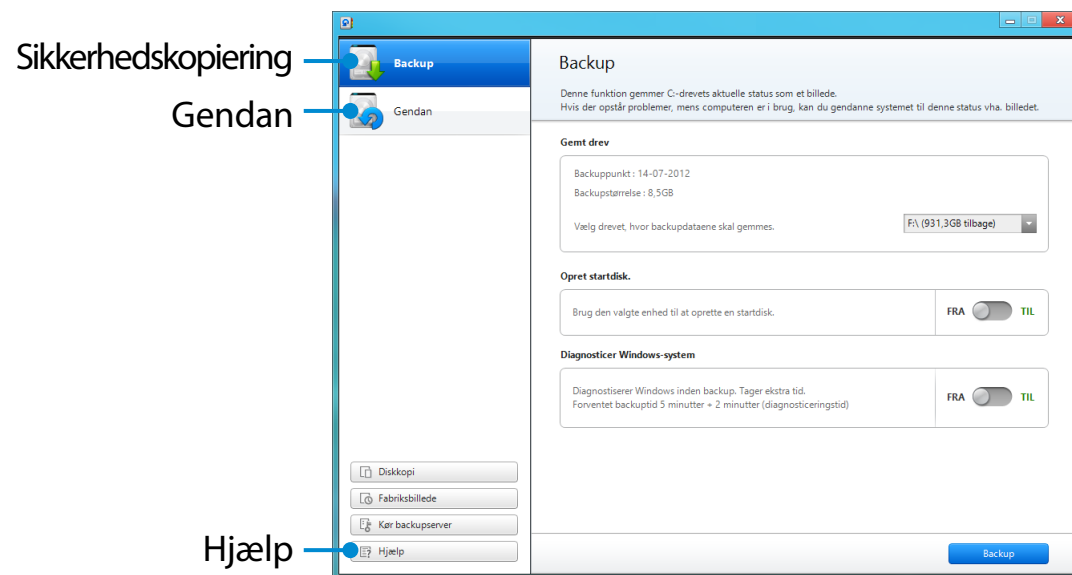 Sikkerhedskopiering
Gendan
Hjælp
Backup
Gendan
Diskkopi
Fabriksbillede
Kør backupserver
Hjælp
Backup
Denne funktion gemmer C:-drevets aktuelle status som et billede.
Hvis der opstår problemer, mens computeren er i brug, kan du gendanne systemet til denne status vha. billedet.
Gemt drev
Backuppunkt : 14-07-2012
Backupstørrelse : 8,5GB
Vælg drevet, hvor backupdataene skal gemmes.
F:\ (931,3GB tilbage)
Opret startdisk.
Brug den valgte enhed til at oprette en startdisk.
FRA TIL
Diagnosticer Windows-system
Diagnostiserer Windows inden backup. Tager ekstra tid.
Forventet backuptid 5 minutter + 2 minutter (diagnosticeringstid)
FRA TIL
Backup